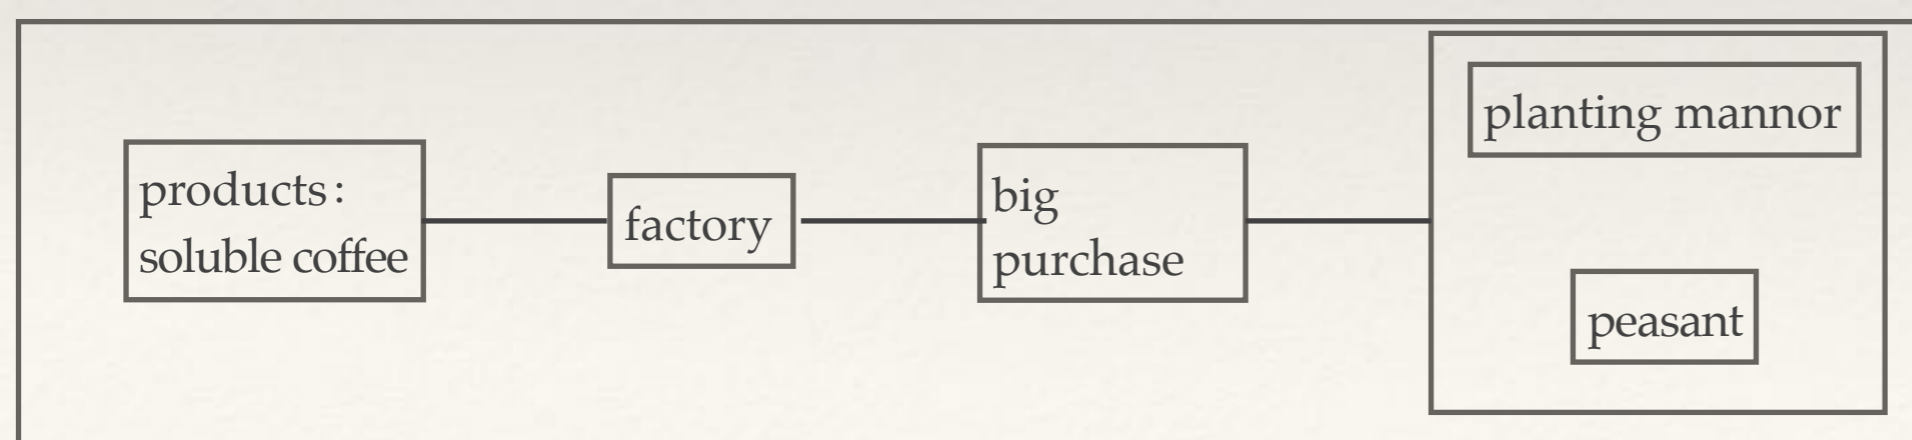 products:
soluble coffee
factory
big
purchase
planting mannor
peasant